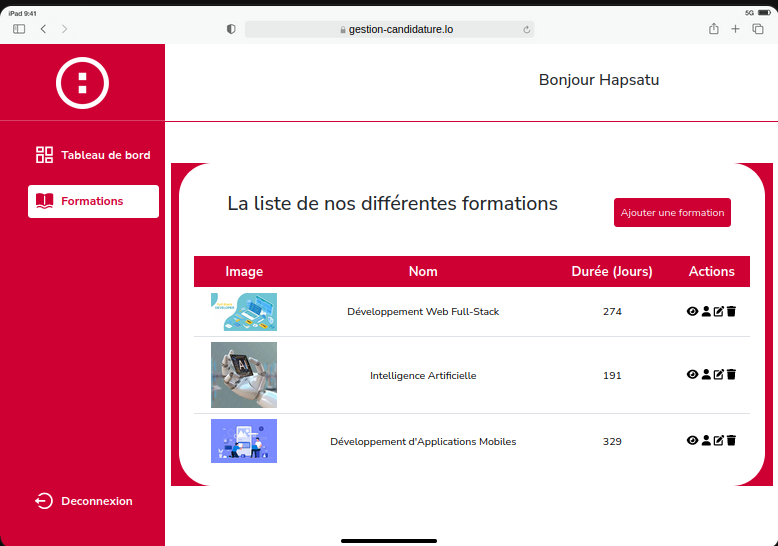 iPad 9:41
5G
gestion-candidature.lo
Bonjour Hapsatu
Tableau de bord
Formations
La liste de nos différentes formations
Ajouter une formation
Image Nom Durée (Jours) Actions
Développement Web Full-Stack 274
AI
Intelligence Artificielle 191
Développement d'Applications Mobiles 329
Deconnexion